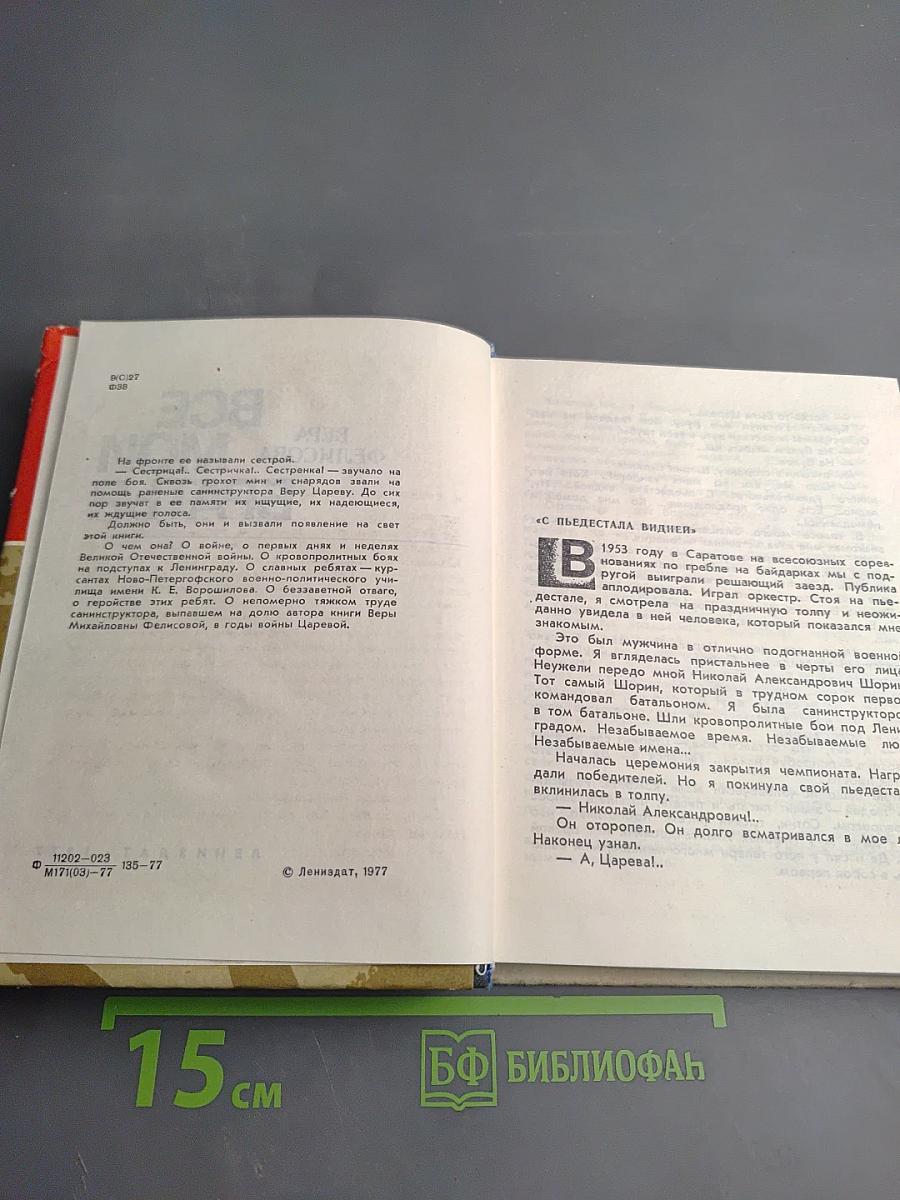 9(С)27
Ф38
На фронте ее называли сестрой.
— Сестрица!.. Сестричка!.. Сестренка! — звучало на
поле боя. Сквозь грохот мин и снарядов звали на
помощь раненые санинструктора Веру Цареву. До сих
пор звучат в ее памяти их ищущие, их надеющиеся,
их ждущие голоса.
Должно быть, они и вызвали появление на свет
этой книги.
О чем она? О войне, о первых днях и неделях
Великой Отечественной войны. О кровопролитных боях
на подступах к Ленинграду. О славных ребятах — кур-
сантах Ново-Петергофского военно-политического учи-
лища имени К. Е. Ворошилова. О беззаветной отваге,
о геройстве этих ребят. О непомерно тяжком труде
санинструктора, выпавшем на долю автора книги Веры
Михайловны Фелисовой, в годы войны Царевой.
Ф 11202—023
М171(03)—77 135—77
© Лениздат, 1977
«С ПЬЕДЕСТАЛА ВИДНЕЙ»
В 1953 году в Саратове на всесоюзных сорев-
нованиях по гребле на байдарках мы с под-
ругой выиграли решающий заезд. Публика
аплодировала. Играл оркестр. Стоя на пье-
дестале, я смотрела на праздничную толпу и неожи-
данно увидела в ней человека, который показался мне
знакомым.
Это был мужчина в отлично подогнанной военной
форме. Я вгляделась пристальнее в черты его лица
Неужели передо мной Николай Александрович Шорин
Тот самый Шорин, который в трудном сорок перво
командовал батальоном. Я была санинструкторо
в том батальоне. Шли кровопролитные бои под Лени
градом. Незабываемое время. Незабываемые лю
Незабываемые имена...
Началась церемония закрытия чемпионата. Нагр
дали победителей. Но я покинула свой пьедеста
вклинилась в толпу.
— Николай Александрович!..
Он оторопел. Он долго всматривался в мое л
Наконец узнал.
— А, Царева!..
15 см
БФ БИБЛИОФАН